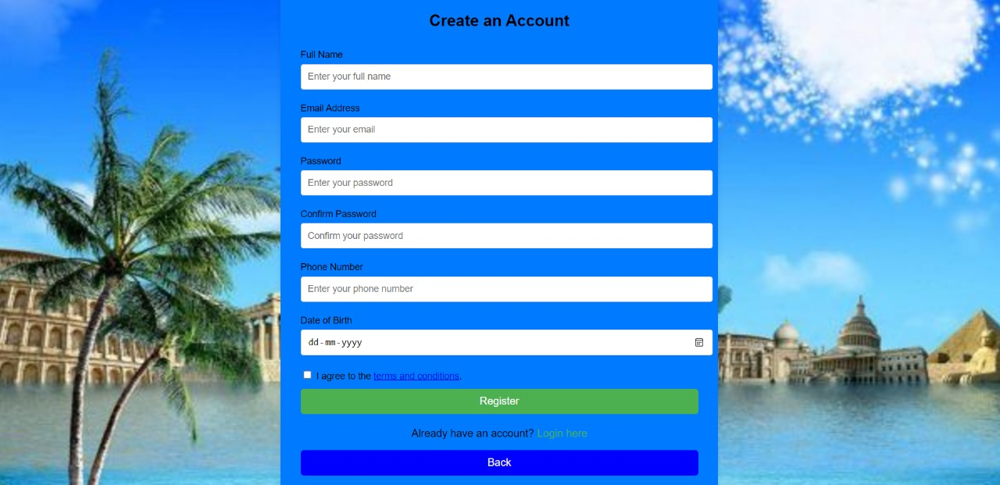 Create an Account
Full Name
Enter your full name
Email Address
Enter your email
Password
Enter your password
Confirm Password
Confirm your password
Phone Number
Enter your phone number
Date of Birth
dd-mm-yyyy
I agree to the terms and conditions.
Register
Already have an account? Login here
Back